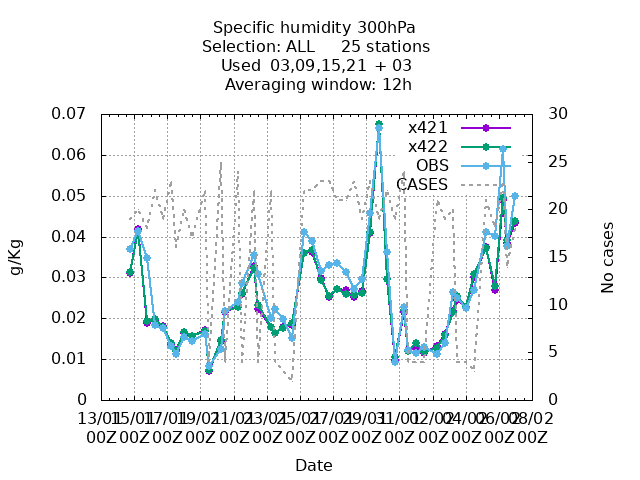 Specific humidity 300hPa
Selection: ALL     25 stations
Used  03,09,15,21 + 03
Averaging window: 12h
0.07
0.06
0.05
0.04
0.03
0.02
0.01
0
30
25
20
15
10
5
0
x421
x422
OBS
CASES
g/Kg
No cases
13/01 15/01 17/01 19/01 21/01 23/01 25/01 27/01 29/01 31/01 02/02 04/02 06/02 08/02
00Z 00Z 00Z 00Z 00Z 00Z 00Z 00Z 00Z 00Z 00Z 00Z 00Z 00Z
Date